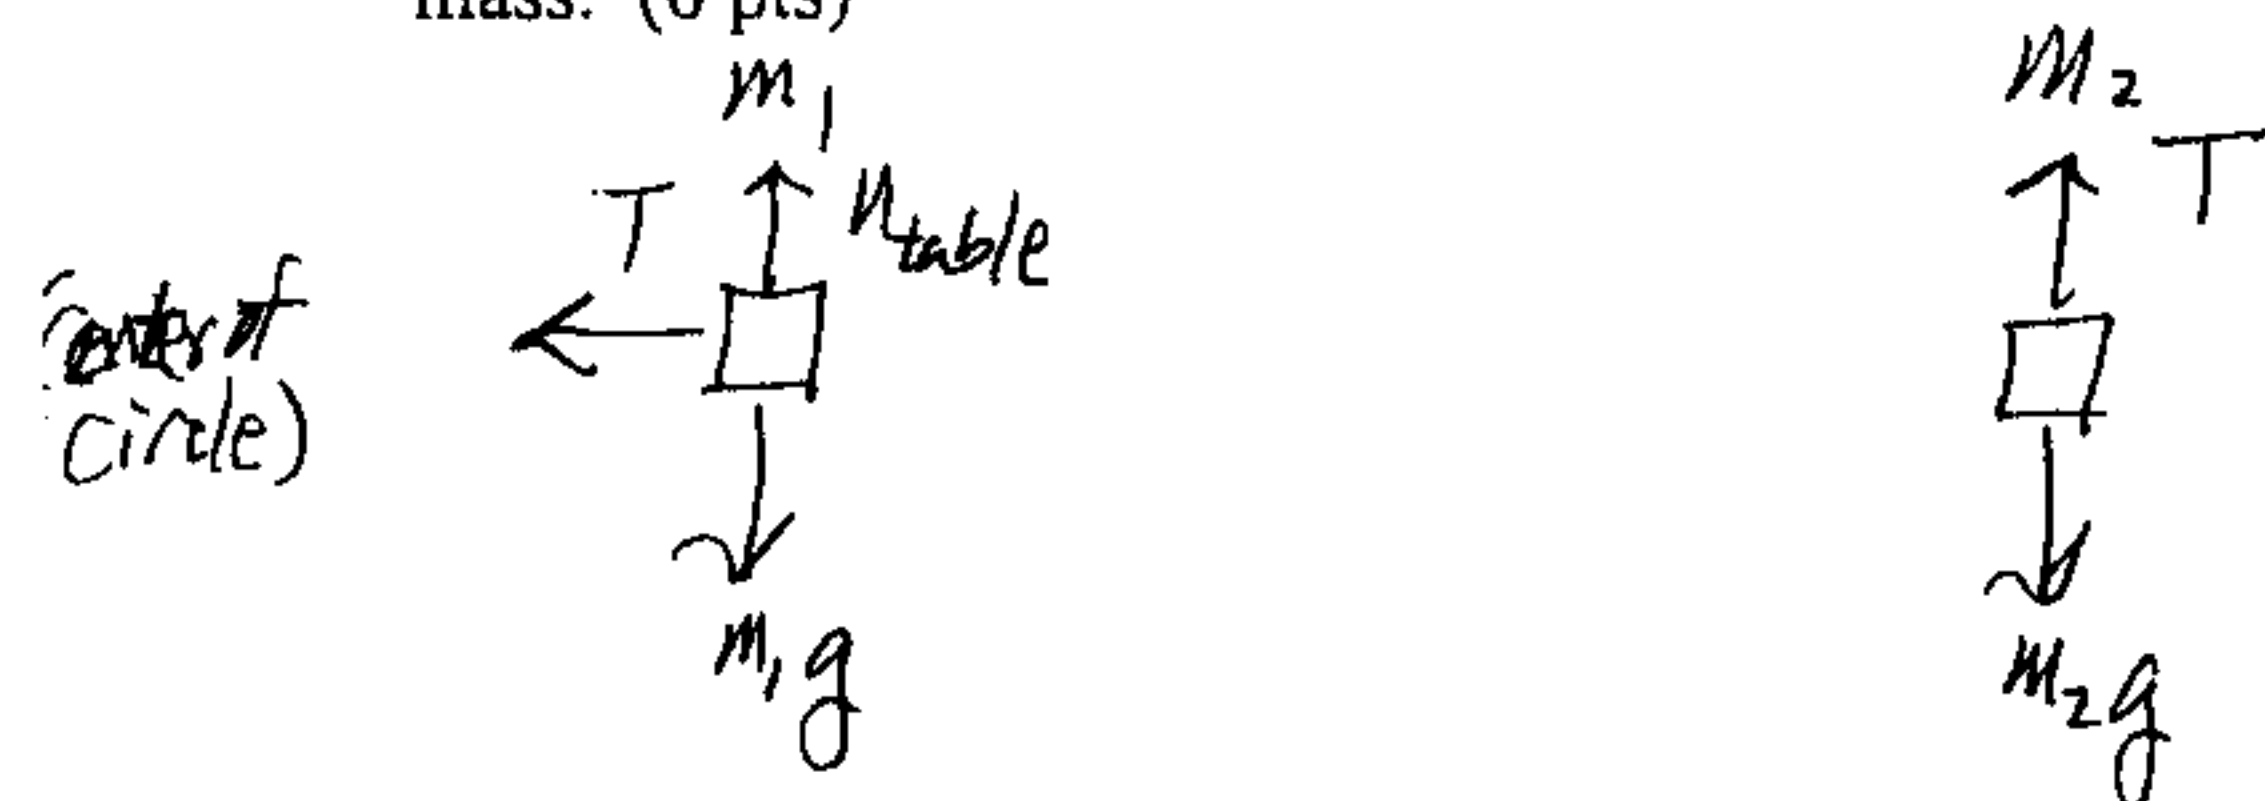 mass. (6 pts)
m1
m2
T
ntable
T
(center of
circle)
m1g
m2g